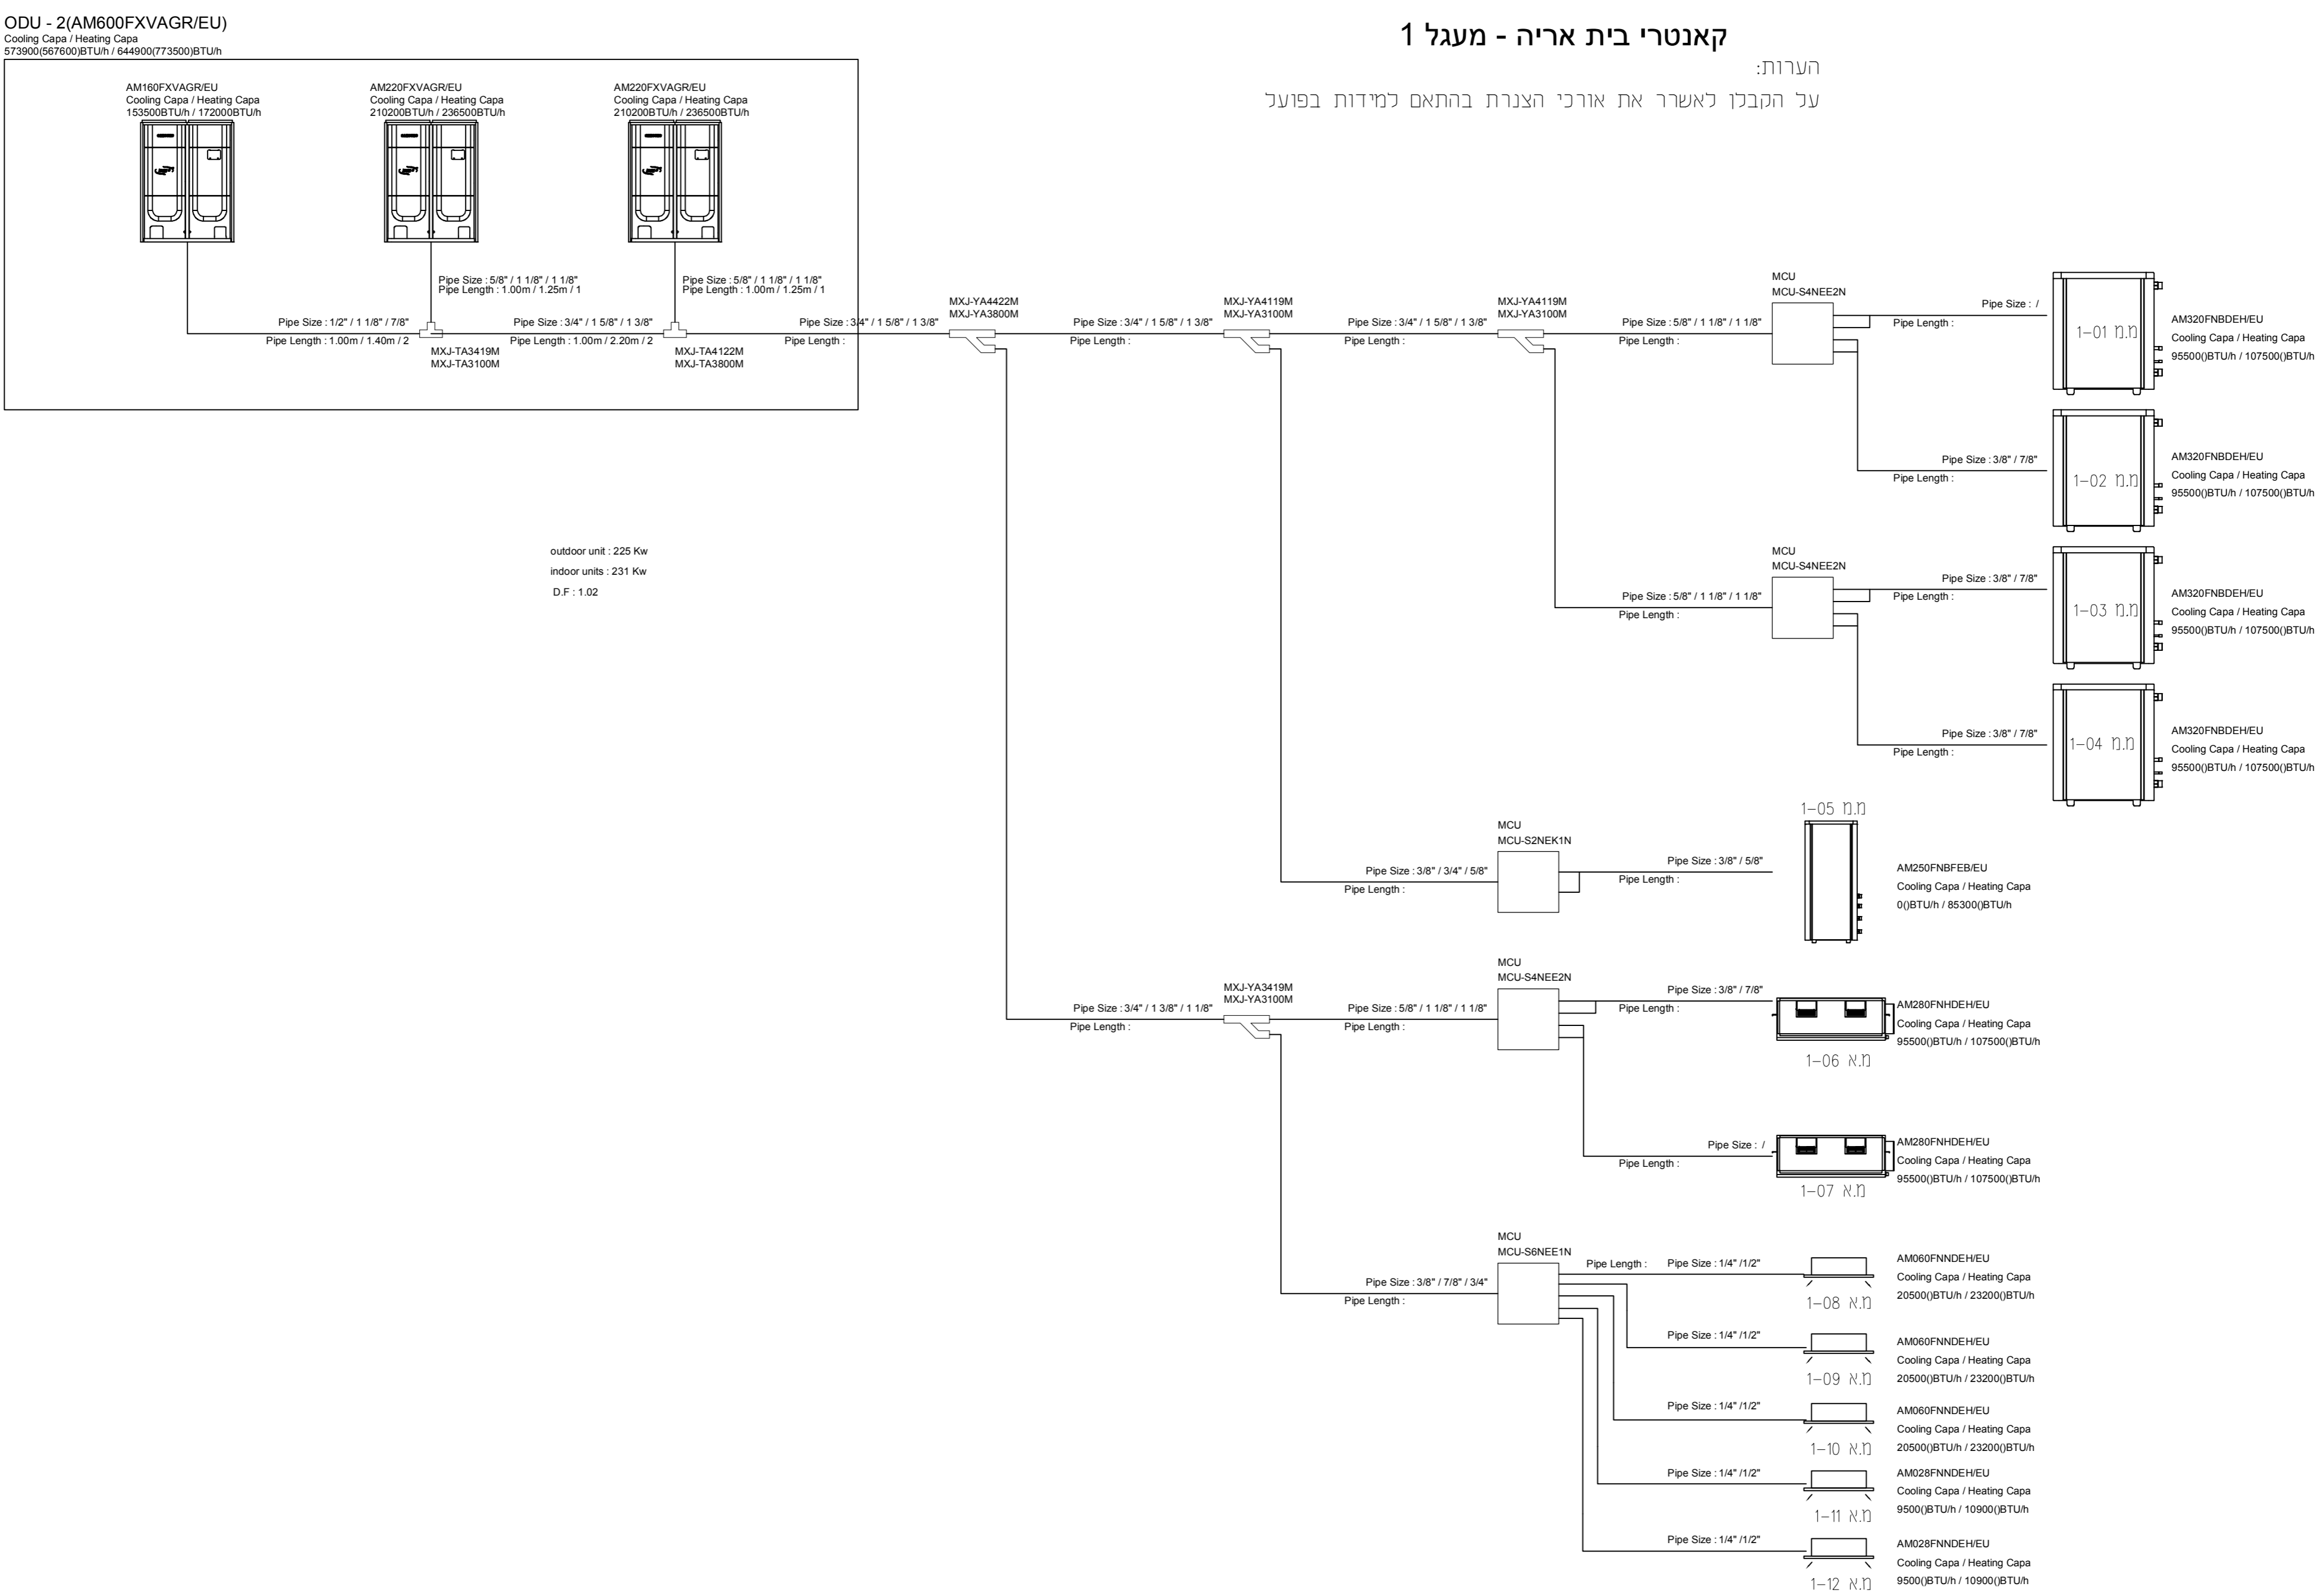 ODU - 2(AM600FXVAGR/EU)
Cooling Capa / Heating Capa
573900(567600)BTU/h / 644900(773500)BTU/h
קאנטרי בית אריה - מעגל 1
הערות:
על הקבלן לאשרר את אורכי הצנרת בהתאם למידות בפועל
AM160FXVAGR/EU
Cooling Capa / Heating Capa
153500BTU/h / 172000BTU/h
AM220FXVAGR/EU
Cooling Capa / Heating Capa
210200BTU/h / 236500BTU/h
AM220FXVAGR/EU
Cooling Capa / Heating Capa
210200BTU/h / 236500BTU/h
Pipe Size : 5/8" / 1 1/8" / 1 1/8"
Pipe Length : 1.00m / 1.25m / 1
Pipe Size : 5/8" / 1 1/8" / 1 1/8"
Pipe Length : 1.00m / 1.25m / 1
Pipe Size : 1/2" / 1 1/8" / 7/8"
Pipe Length : 1.00m / 1.40m / 2
MXJ-TA3419M
MXJ-TA3100M
Pipe Size : 3/4" / 1 5/8" / 1 3/8"
Pipe Length : 1.00m / 2.20m / 2
MXJ-TA4122M
MXJ-TA3800M
Pipe Size : 3/4" / 1 5/8" / 1 3/8"
Pipe Length :
MXJ-YA4422M
MXJ-YA3800M
Pipe Size : 3/4" / 1 5/8" / 1 3/8"
Pipe Length :
MXJ-YA4119M
MXJ-YA3100M
Pipe Size : 3/4" / 1 5/8" / 1 3/8"
Pipe Length :
MXJ-YA4119M
MXJ-YA3100M
Pipe Size : 5/8" / 1 1/8" / 1 1/8"
Pipe Length :
MCU
MCU-S4NEE2N
Pipe Size : /
Pipe Length :
מ.מ 1-01
AM320FNBDEH/EU
Cooling Capa / Heating Capa
95500()BTU/h / 107500()BTU/h
Pipe Size : 3/8" / 7/8"
Pipe Length :
מ.מ 1-02
AM320FNBDEH/EU
Cooling Capa / Heating Capa
95500()BTU/h / 107500()BTU/h
outdoor unit : 225 Kw
indoor units : 231 Kw
D.F : 1.02
MCU
MCU-S4NEE2N
Pipe Size : 5/8" / 1 1/8" / 1 1/8"
Pipe Length :
Pipe Size : 3/8" / 7/8"
Pipe Length :
מ.מ 1-03
AM320FNBDEH/EU
Cooling Capa / Heating Capa
95500()BTU/h / 107500()BTU/h
Pipe Size : 3/8" / 7/8"
Pipe Length :
מ.מ 1-04
AM320FNBDEH/EU
Cooling Capa / Heating Capa
95500()BTU/h / 107500()BTU/h
מ.מ 1-05
MCU
MCU-S2NEK1N
Pipe Size : 3/8" / 3/4" / 5/8"
Pipe Length :
Pipe Size : 3/8" / 5/8"
Pipe Length :
AM250FNBFEB/EU
Cooling Capa / Heating Capa
0()BTU/h / 85300()BTU/h
Pipe Size : 3/4" / 1 3/8" / 1 1/8"
Pipe Length :
MXJ-YA3419M
MXJ-YA3100M
Pipe Size : 5/8" / 1 1/8" / 1 1/8"
Pipe Length :
MCU
MCU-S4NEE2N
Pipe Size : 3/8" / 7/8"
Pipe Length :
AM280FNHDEH/EU
Cooling Capa / Heating Capa
95500()BTU/h / 107500()BTU/h
מ.א 1-06
Pipe Size : /
Pipe Length :
AM280FNHDEH/EU
Cooling Capa / Heating Capa
95500()BTU/h / 107500()BTU/h
מ.א 1-07
MCU
MCU-S6NEE1N
Pipe Size : 3/8" / 7/8" / 3/4"
Pipe Length :
Pipe Length : Pipe Size : 1/4" /1/2"
AM060FNNDEH/EU
Cooling Capa / Heating Capa
20500()BTU/h / 23200()BTU/h
מ.א 1-08
Pipe Size : 1/4" /1/2"
AM060FNNDEH/EU
Cooling Capa / Heating Capa
20500()BTU/h / 23200()BTU/h
מ.א 1-09
Pipe Size : 1/4" /1/2"
AM060FNNDEH/EU
Cooling Capa / Heating Capa
20500()BTU/h / 23200()BTU/h
מ.א 1-10
Pipe Size : 1/4" /1/2"
AM028FNNDEH/EU
Cooling Capa / Heating Capa
9500()BTU/h / 10900()BTU/h
מ.א 1-11
Pipe Size : 1/4" /1/2"
AM028FNNDEH/EU
Cooling Capa / Heating Capa
9500()BTU/h / 10900()BTU/h
מ.א 1-12